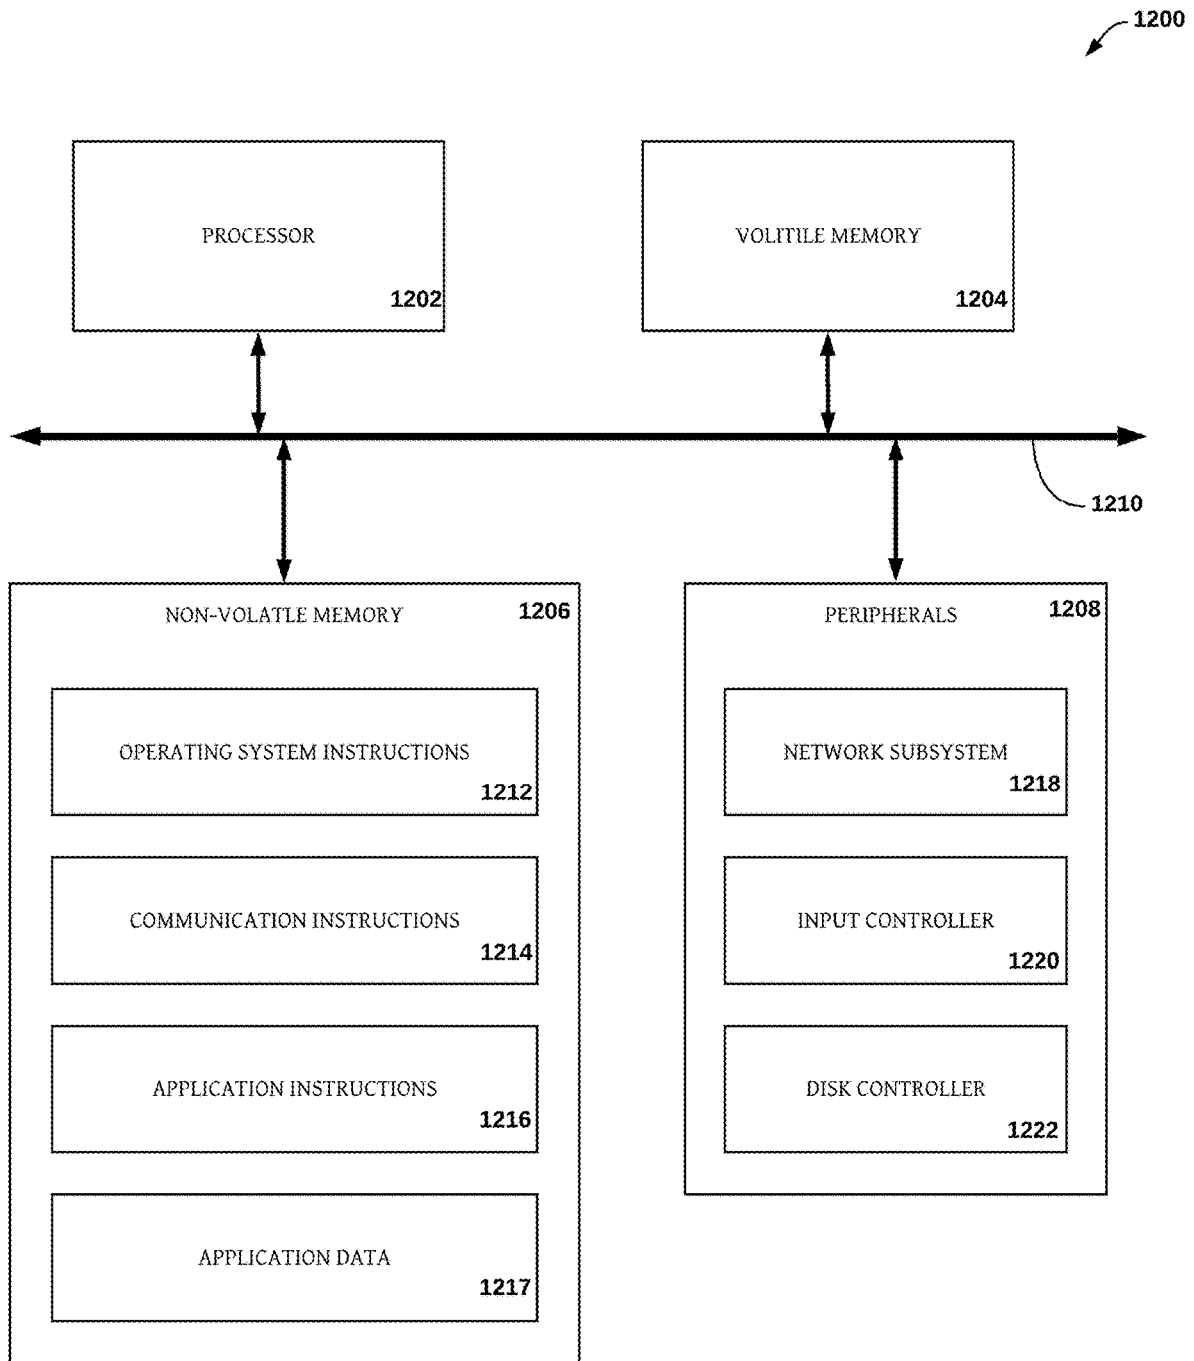 1200
PROCESSOR
1202
VOLITILE MEMORY
1204
1210
NON-VOLATLE MEMORY
1206
OPERATING SYSTEM INSTRUCTIONS
1212
COMMUNICATION INSTRUCTIONS
1214
APPLICATION INSTRUCTIONS
1216
APPLICATION DATA
1217
PERIPHERALS
1208
NETWORK SUBSYSTEM
1218
INPUT CONTROLLER
1220
DISK CONTROLLER
1222